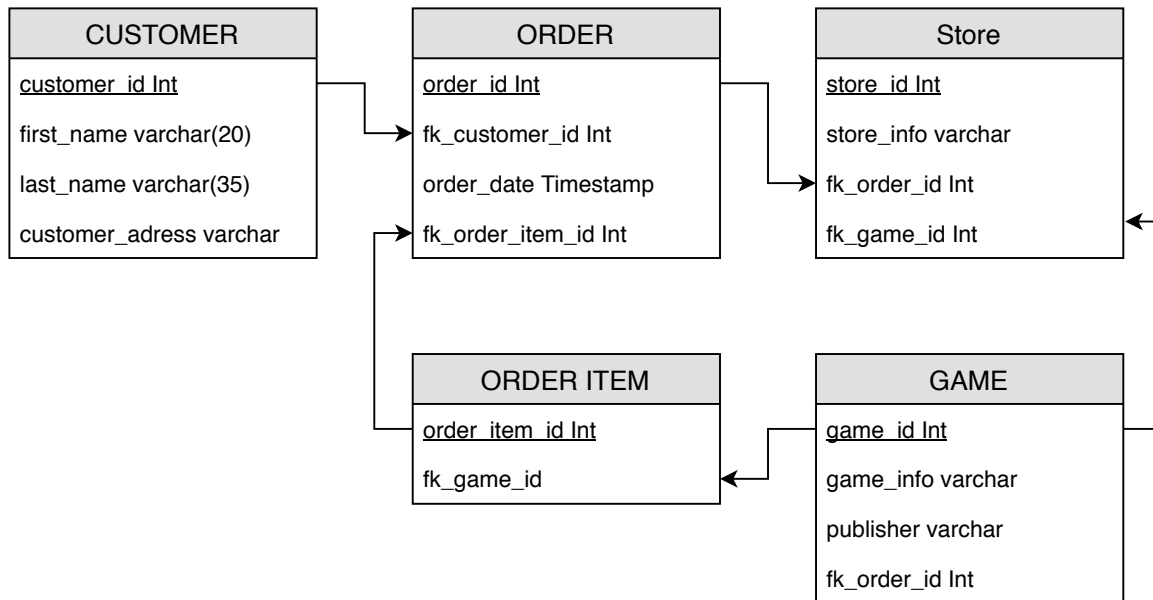 CUSTOMER
customer_id Int
first_name varchar(20)
last_name varchar(35)
customer_adress varchar
ORDER
order_id Int
fk_customer_id Int
order_date Timestamp
fk_order_item_id Int
Store
store_id Int
store_info varchar
fk_order_id Int
fk_game_id Int
ORDER ITEM
order_item_id Int
fk_game_id
GAME
game_id Int
game_info varchar
publisher varchar
fk_order_id Int